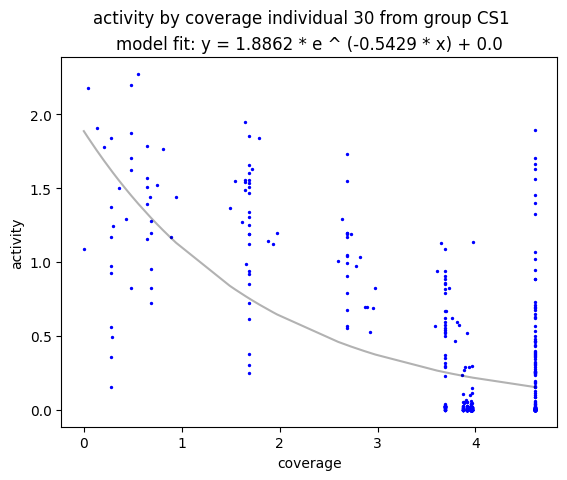 activity by coverage individual 30 from group CS1
model fit: y = 1.8862 * e ^ (-0.5429 * x) + 0.0
2.0
1.5
1.0
0.5
0.0
activity
0 1 2 3 4
coverage